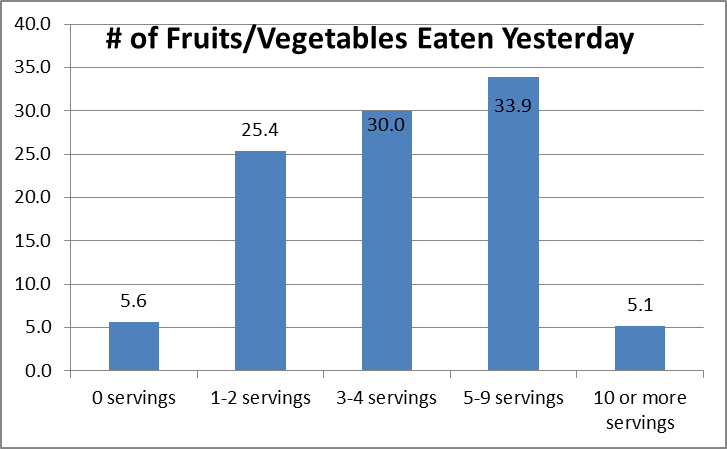 # of Fruits/Vegetables Eaten Yesterday
40.0
35.0
30.0
25.0
20.0
15.0
10.0
5.0
0.0
5.6
25.4
30.0
33.9
5.1
0 servings
1-2 servings
3-4 servings
5-9 servings
10 or more
servings